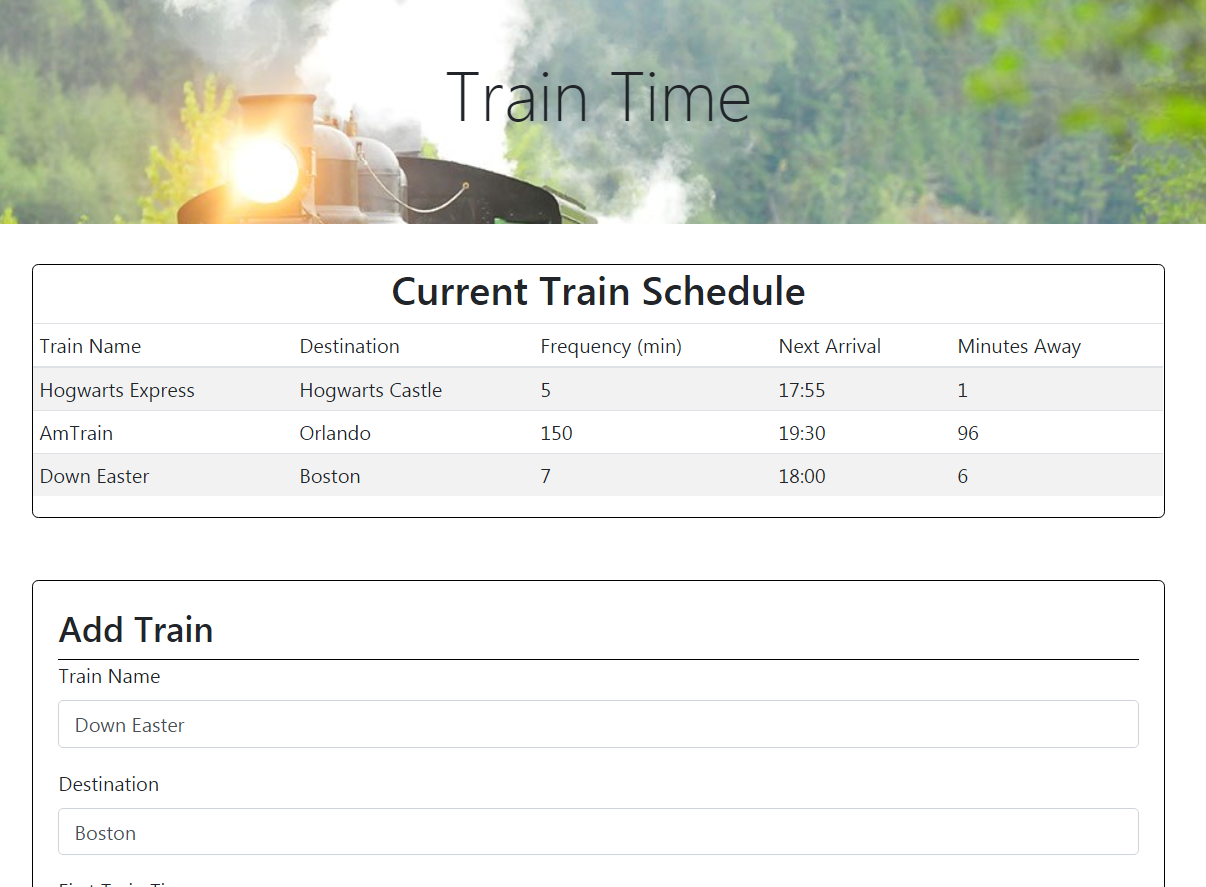 Train Time
Current Train Schedule
Train Name Destination Frequency (min) Next Arrival Minutes Away
Hogwarts Express Hogwarts Castle 5 17:55 1
AmTrain Orlando 150 19:30 96
Down Easter Boston 7 18:00 6
Add Train
Train Name
Down Easter
Destination
Boston